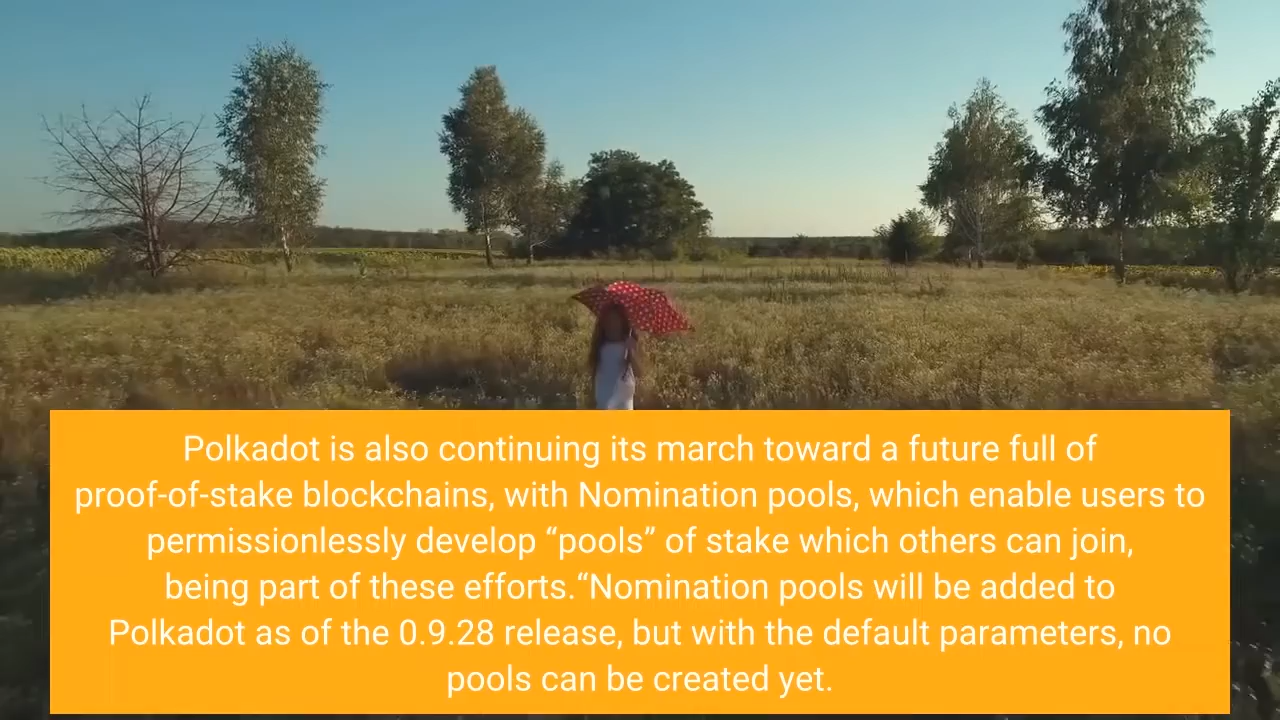 Polkadot is also continuing its march toward a future full of
proof-of-stake blockchains, with Nomination pools, which enable users to
permissionlessly develop “pools” of stake which others can join,
being part of these efforts.“Nomination pools will be added to
Polkadot as of the 0.9.28 release, but with the default parameters, no
pools can be created yet.